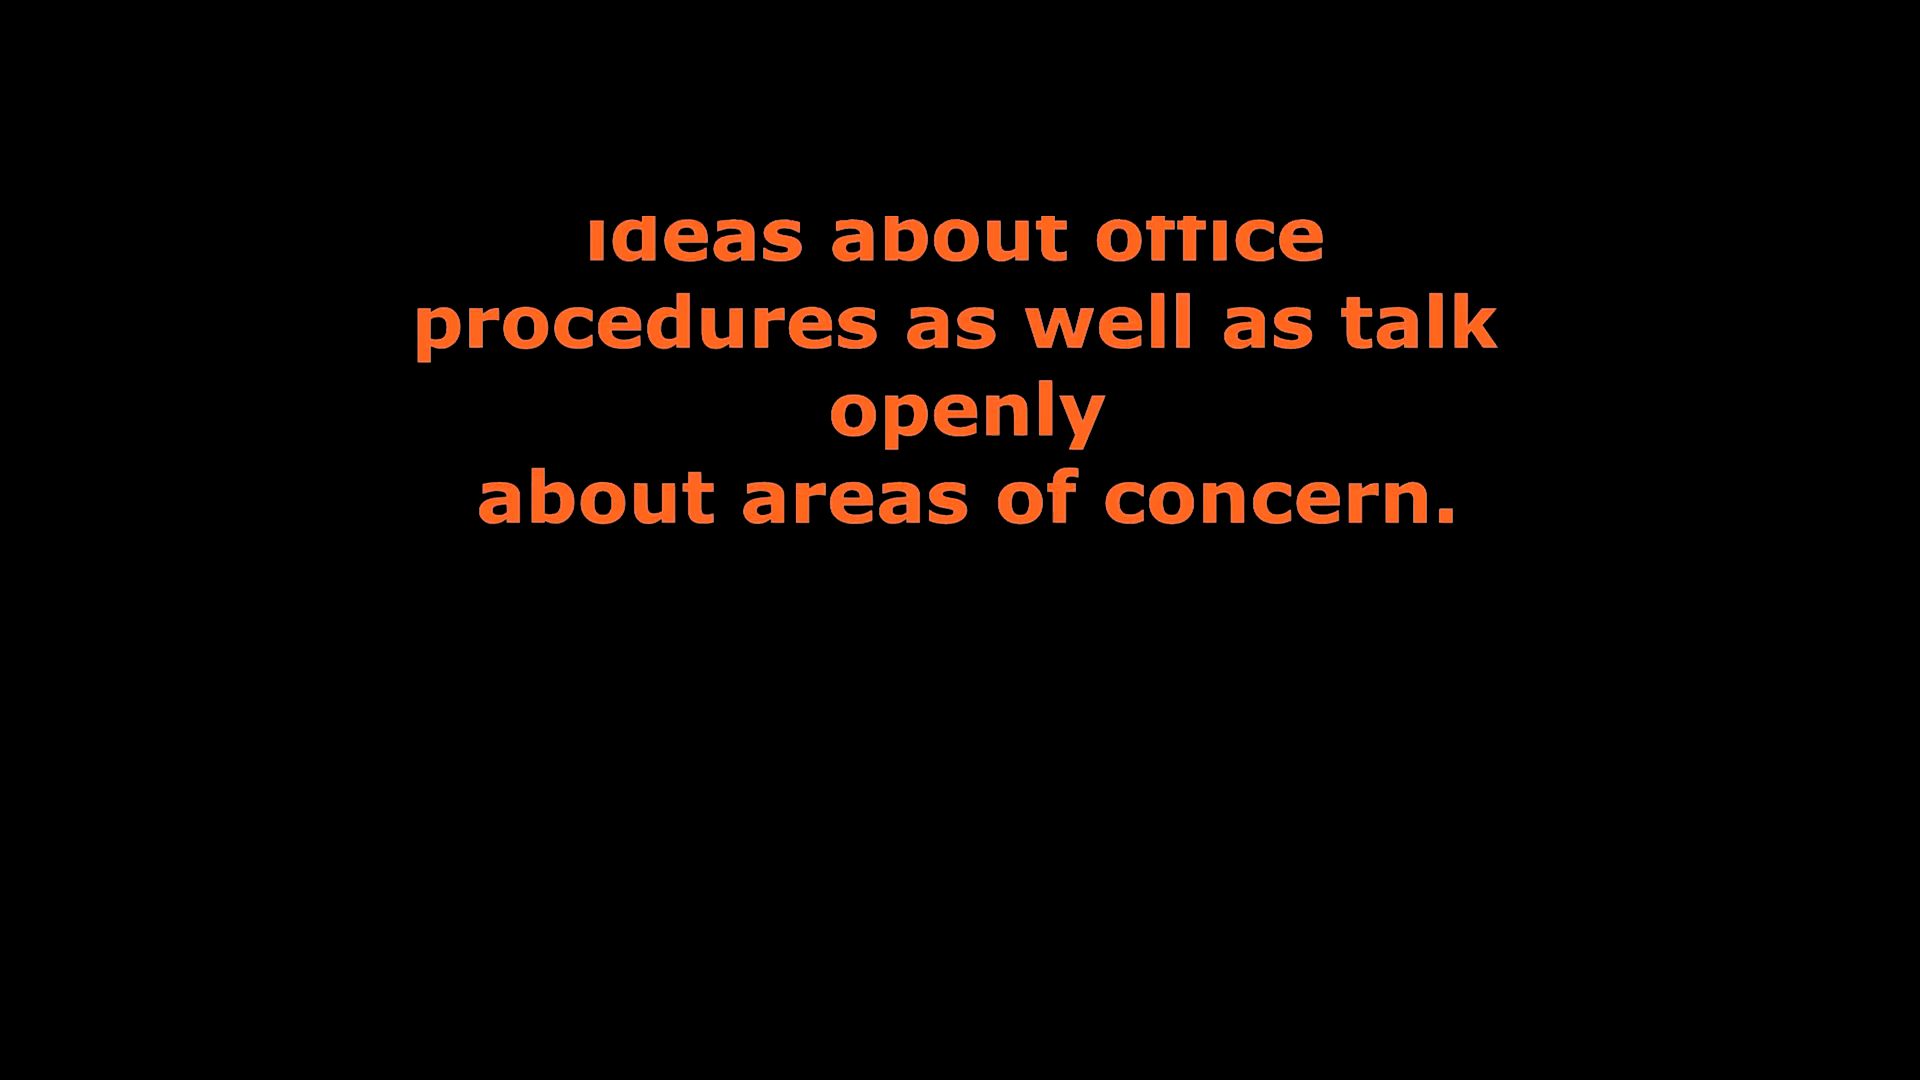 ideas about office
procedures as well as talk
openly
about areas of concern.